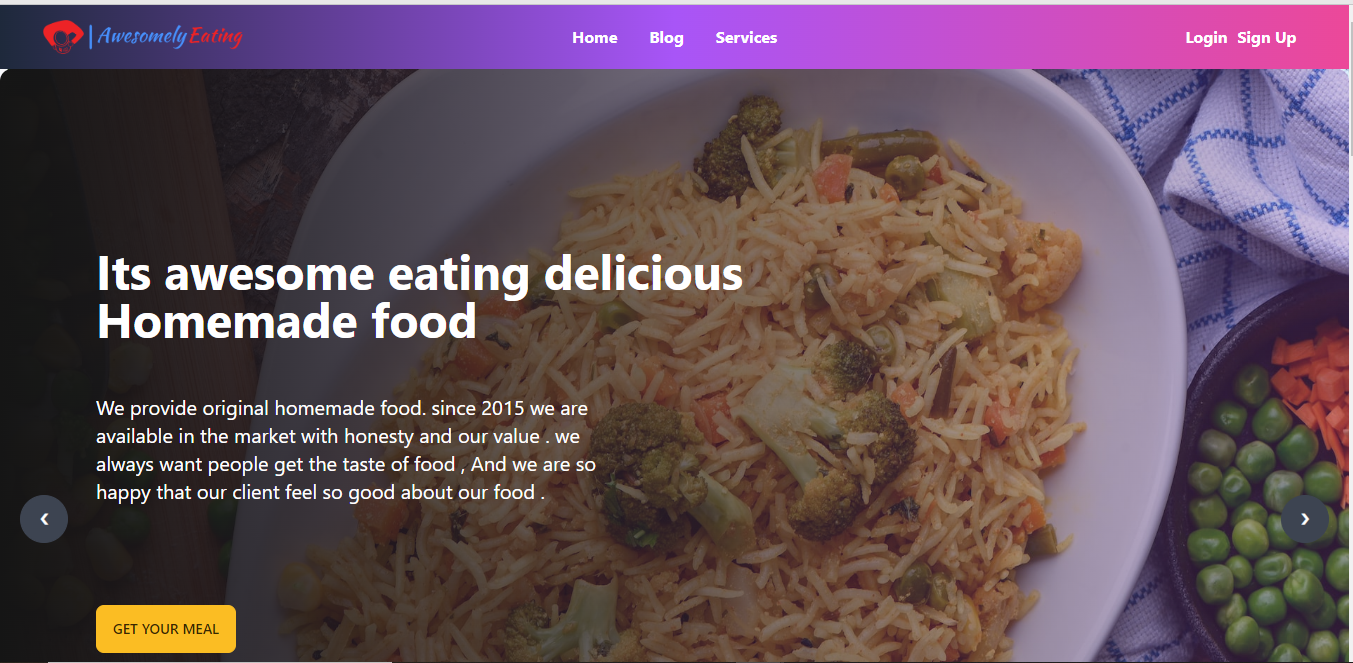 | Awesomely Eating
Home Blog Services
Login Sign Up
Its awesome eating delicious
Homemade food
We provide original homemade food. since 2015 we are
available in the market with honesty and our value . we
always want people get the taste of food , And we are so
happy that our client feel so good about our food .
‹
›
GET YOUR MEAL